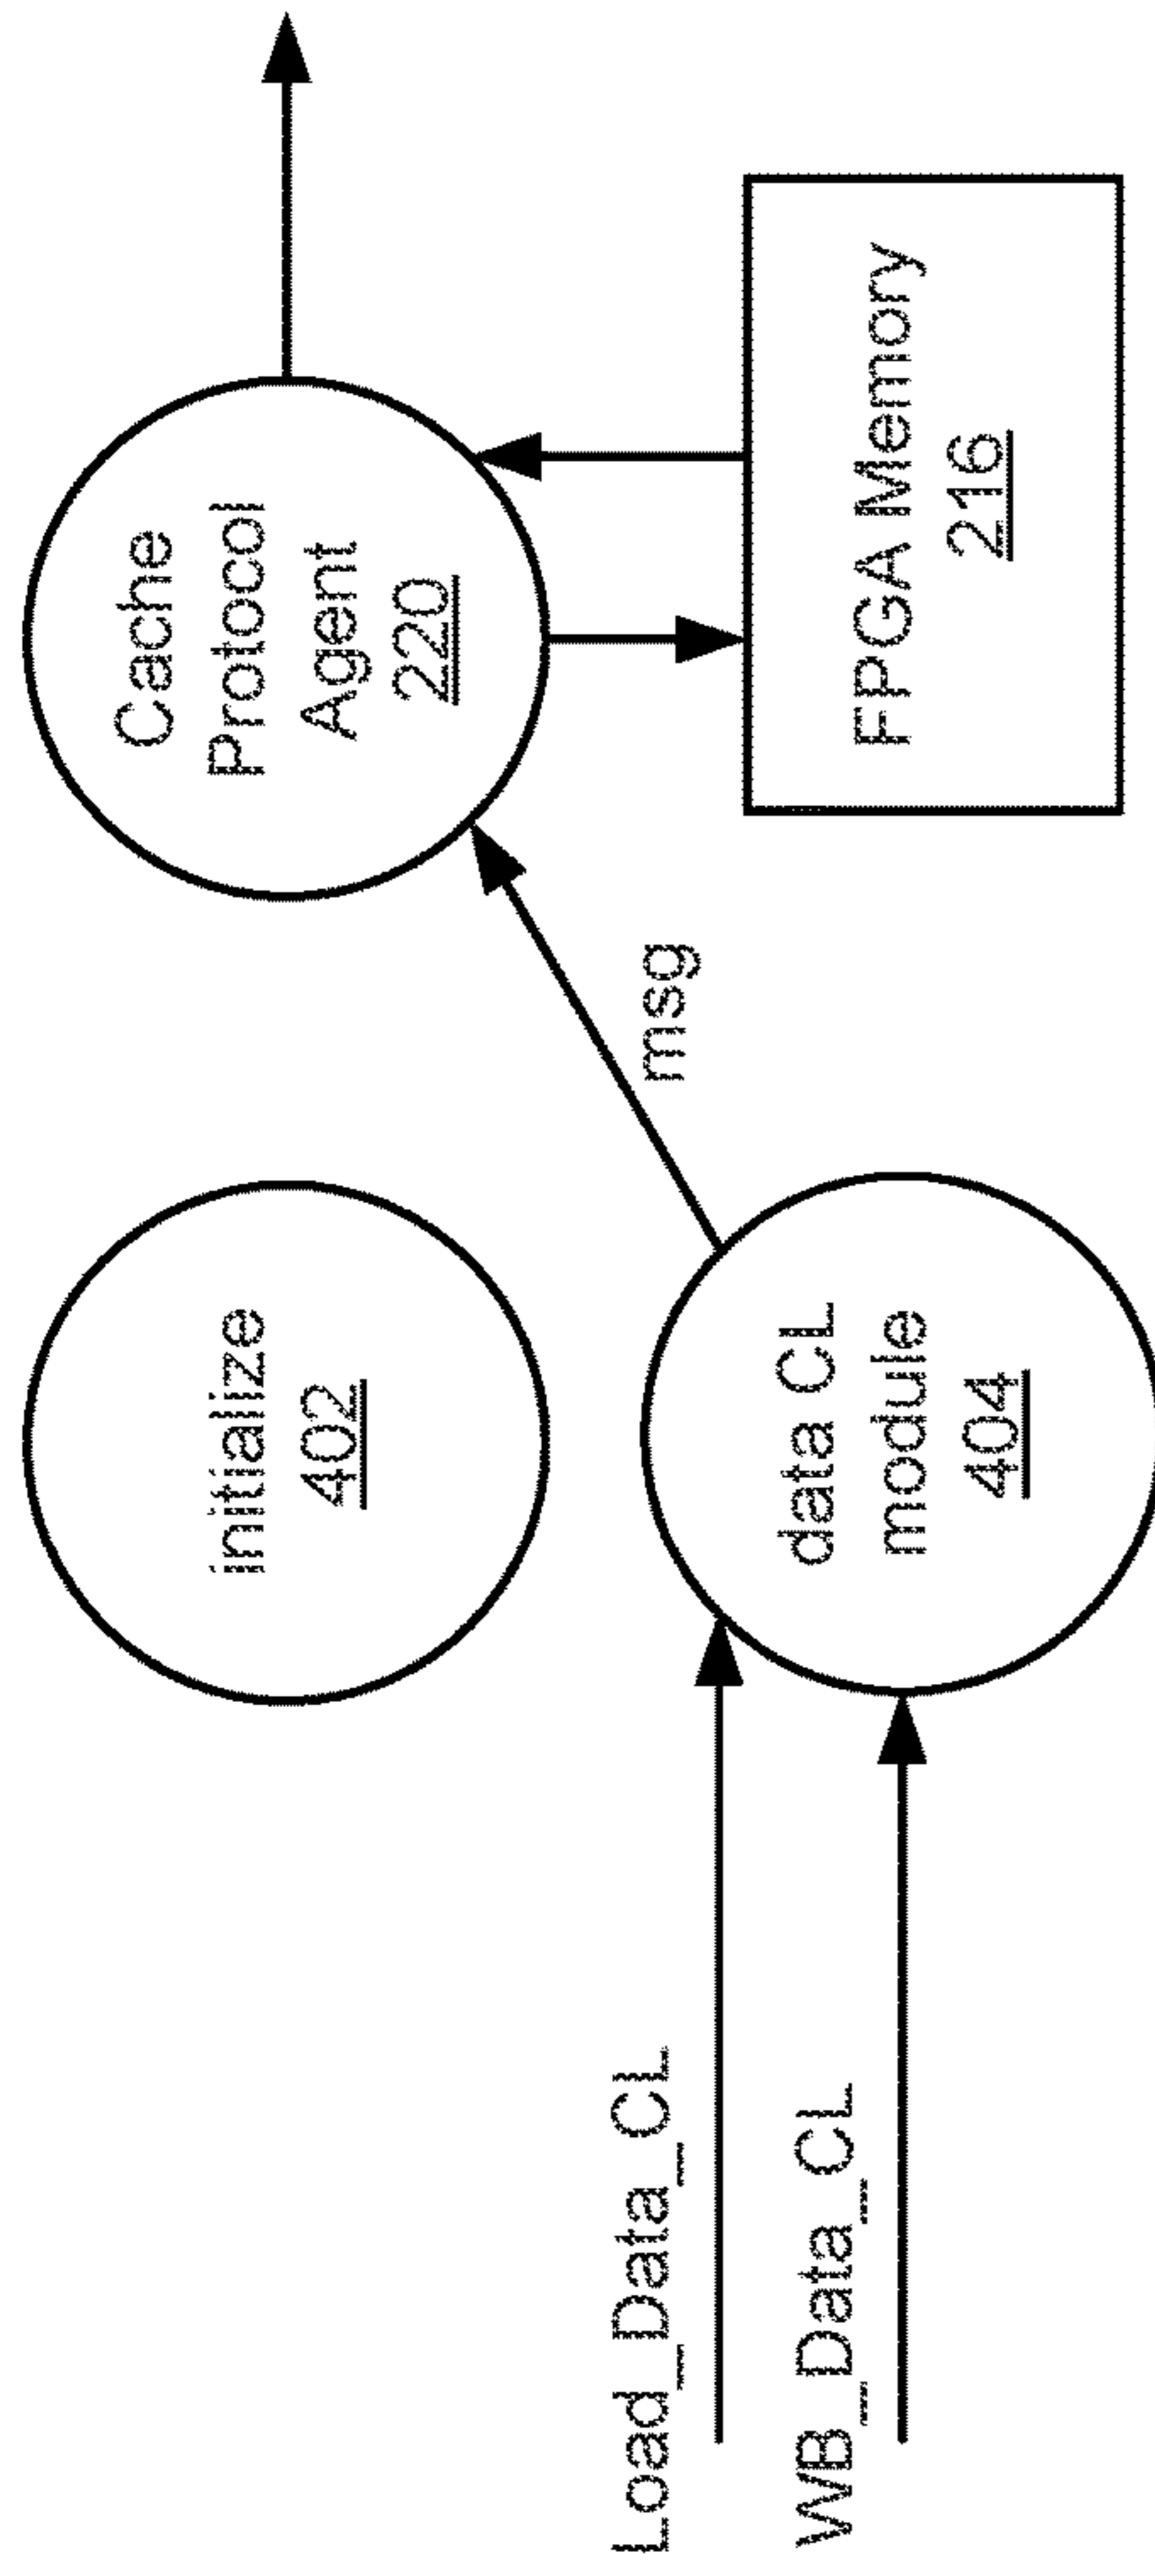 initialize
402
Cache
Protocol
Agent
220
Load_Data_CL
WB_Data_CL
data CL
module
404
msg
FPGA Memory
216